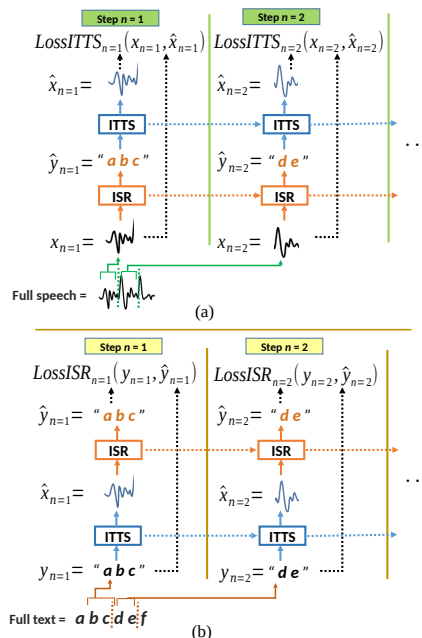 Step n = 1 Step n = 2
LossITTS_{n=1}(x_{n=1}, x̂_{n=1}) LossITTS_{n=2}(x_{n=2}, x̂_{n=2})
x̂_{n=1}= x̂_{n=2}=
ITTS ITTS
ŷ_{n=1}= “ a b c ” ŷ_{n=2}= “ d e ”
. .
ISR ISR
x_{n=1}= x_{n=2}=
Full speech =
(a)
Step n = 1 Step n = 2
LossISR_{n=1}( y_{n=1}, ŷ_{n=1}) LossISR_{n=2}( y_{n=2}, ŷ_{n=2})
ŷ_{n=1}= “ a b c ” ŷ_{n=2}= “ d e ”
ISR ISR
x̂_{n=1}= x̂_{n=2}=
. .
ITTS ITTS
y_{n=1}= “ a b c ” y_{n=2}= “ d e ”
Full text = a b c d e f
(b)